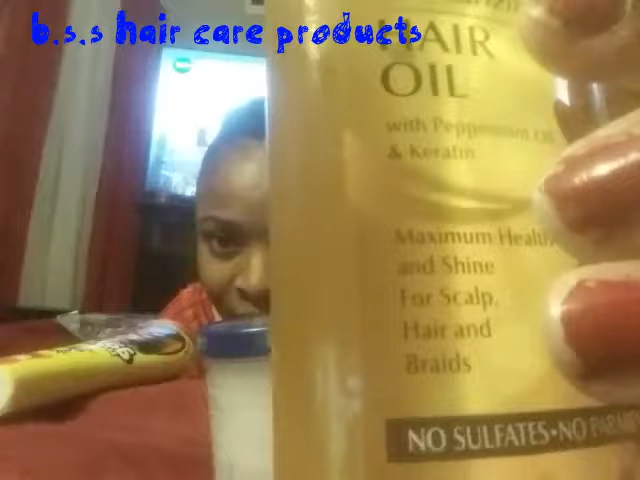 b.s.s hair care products
HAIR
OIL
with Peppermint Oil
& Keratin
Maximum Health
and Shine
For Scalp,
Hair and
Braids
NO SULFATES•NO